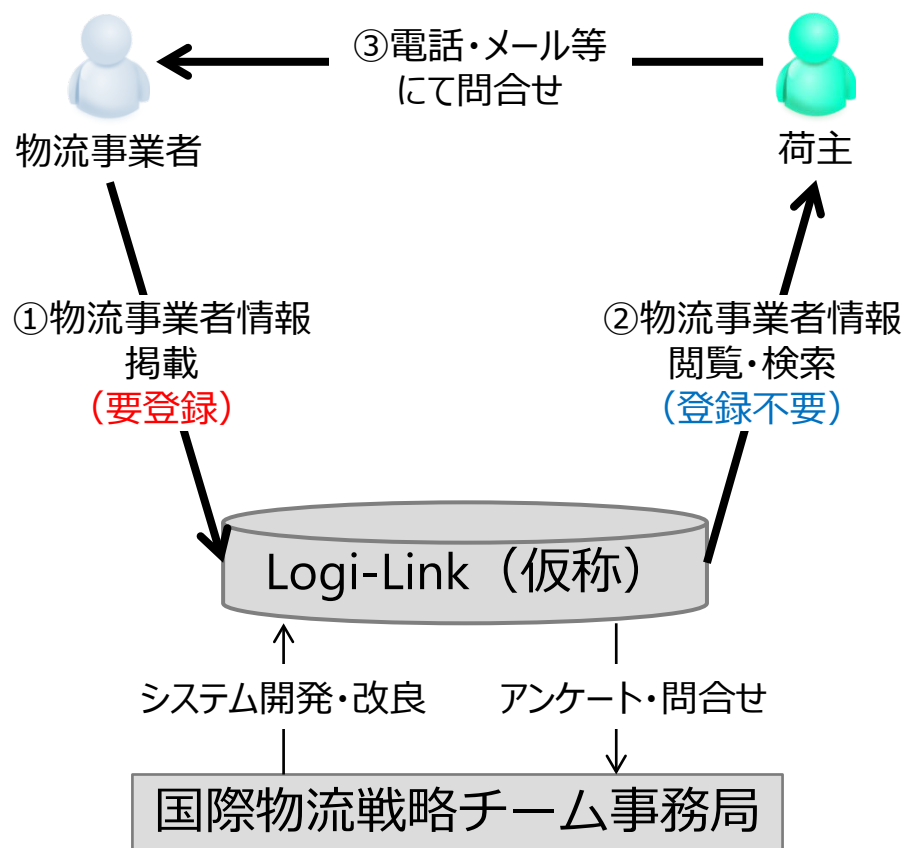 ③電話・メール等
にて問合せ
物流事業者
荷主
①物流事業者情報
掲載
（要登録）
②物流事業者情報
閲覧・検索
（登録不要）
Logi-Link（仮称）
システム開発・改良
アンケート・問合せ
国際物流戦略チーム事務局